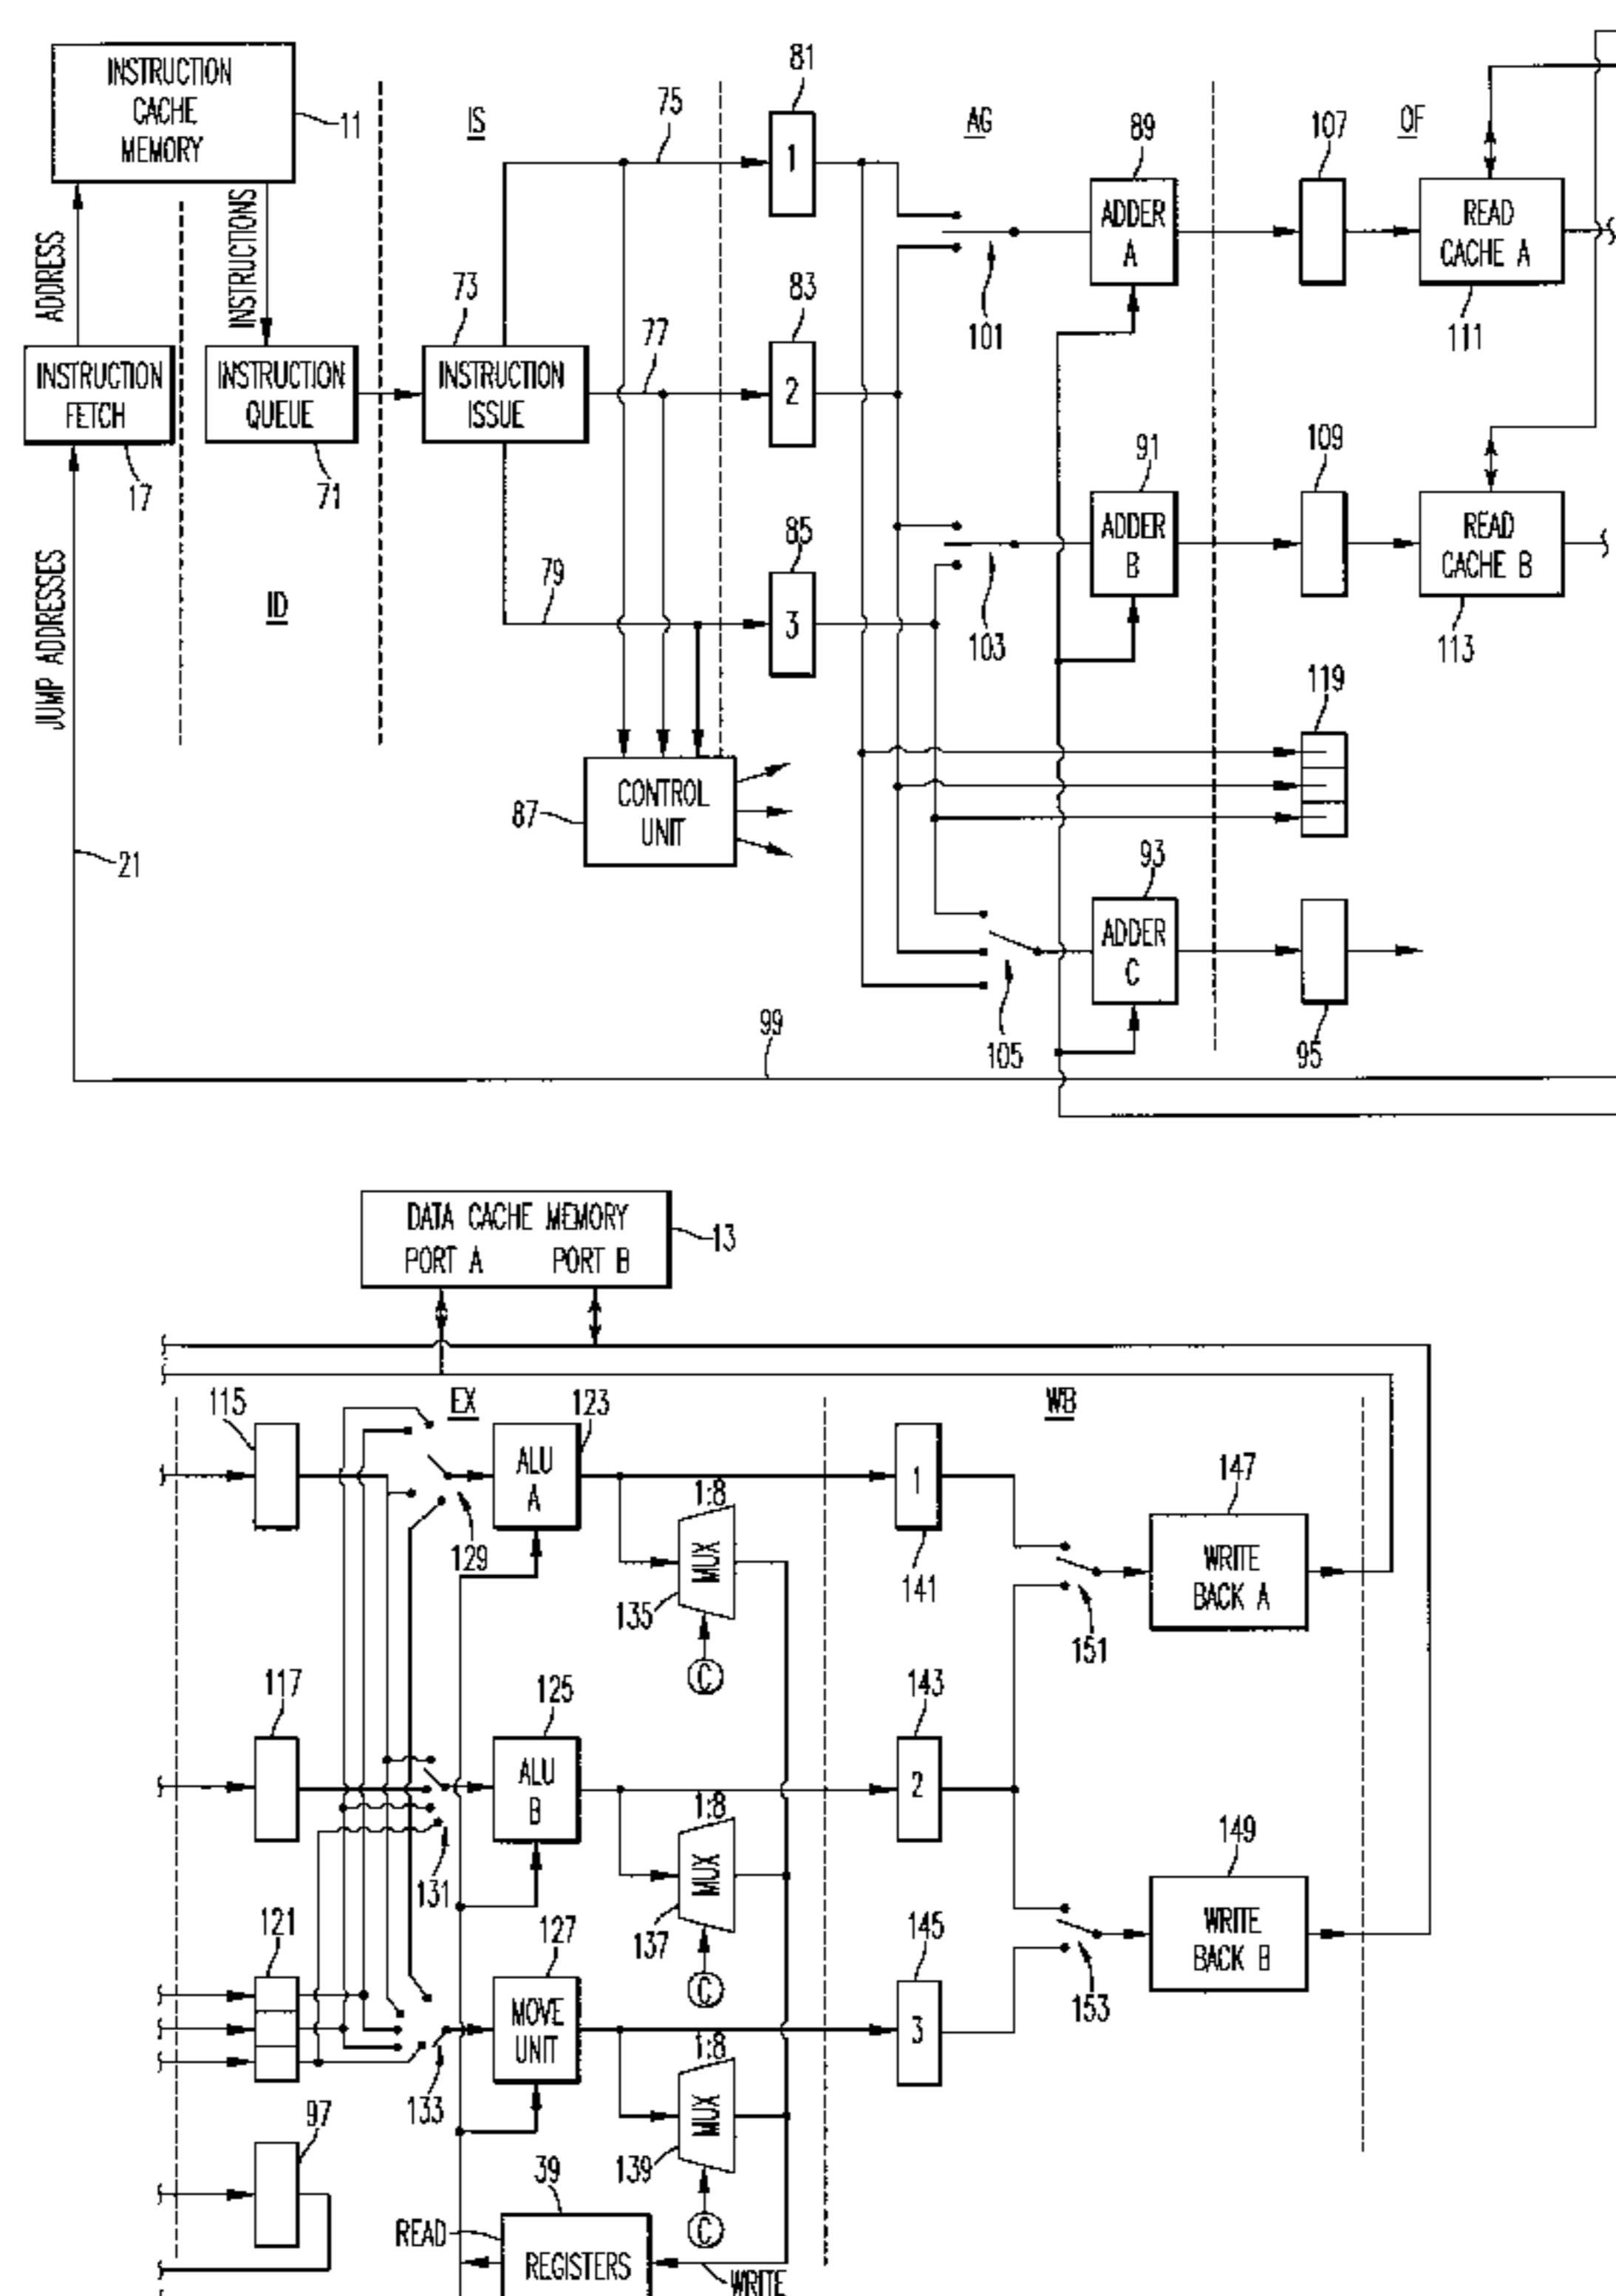 INSTRUCTION
CACHE
MEMORY
11
IS
75
81
AG
89
107
OF
1
ADDER
A
READ
CACHE A
ADDRESS
INSTRUCTIONS
73
77
83
101
111
INSTRUCTION
FETCH
INSTRUCTION
QUEUE
INSTRUCTION
ISSUE
2
17
71
91
109
85
ADDER
B
READ
CACHE B
JUMP ADDRESSES
ID
79
3
103
113
119
87
CONTROL
UNIT
21
93
ADDER
C
99
105
95
DATA CACHE MEMORY
PORT A PORT B
13
115
EX
123
WB
ALU
A
1:8
1
147
129
MUX
141
WRITE
BACK A
135
151
C
117
125
143
ALU
B
1:8
2
131
MUX
149
121
127
137
145
WRITE
BACK B
C
153
MOVE
UNIT
1:8
3
133
MUX
97
39
139
C
READ
REGISTERS
WRITE